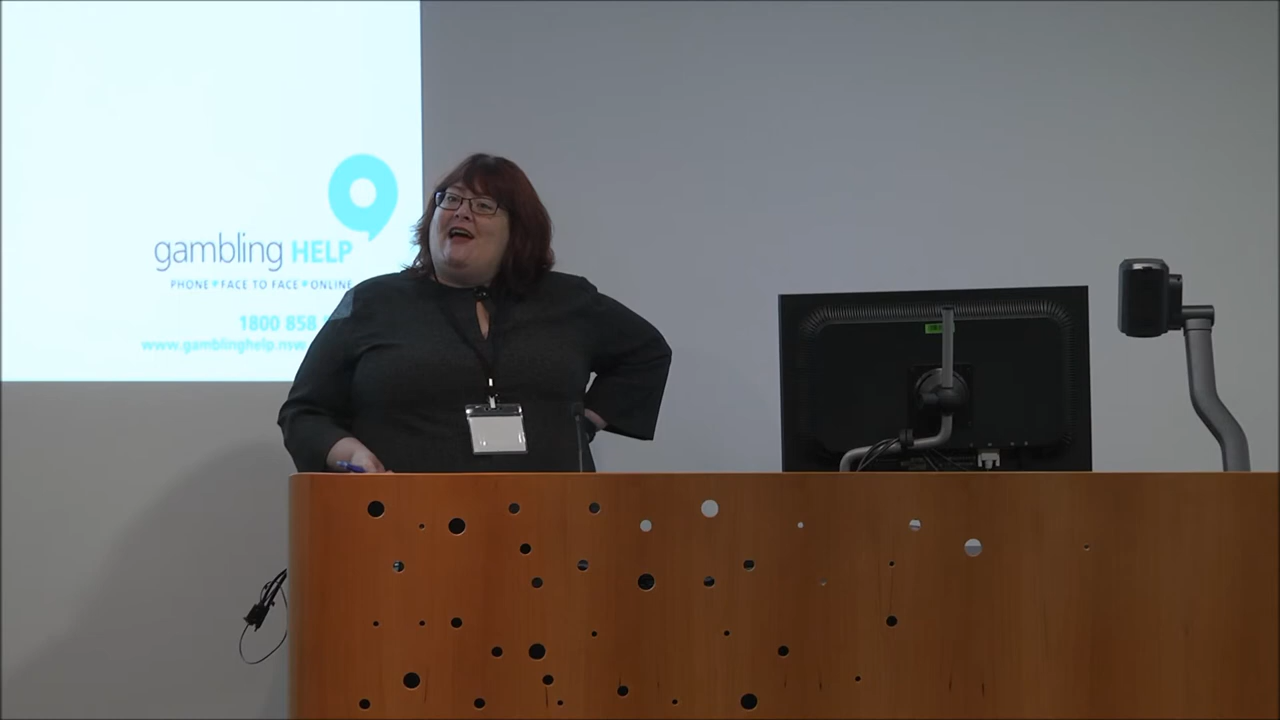 gambling HELP
PHONE • FACE TO FACE • ONLINE
1800 858
www.gamblinghelp.nsw